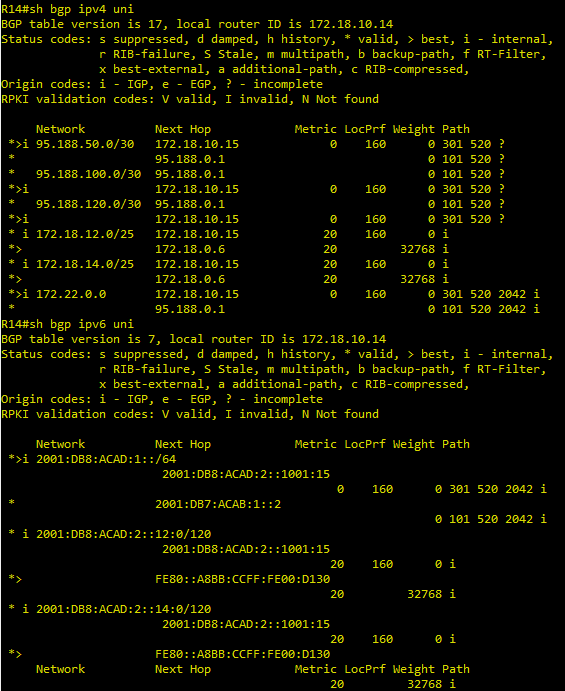 R14#sh bgp ipv4 uni
BGP table version is 17, local router ID is 172.18.10.14
Status codes: s suppressed, d damped, h history, * valid, > best, i - internal,
              r RIB-failure, S Stale, m multipath, b backup-path, f RT-Filter,
              x best-external, a additional-path, c RIB-compressed,
Origin codes: i - IGP, e - EGP, ? - incomplete
RPKI validation codes: V valid, I invalid, N Not found

     Network          Next Hop            Metric LocPrf Weight Path
 *>i 95.188.50.0/30   172.18.10.15             0    160      0 301 520 ?
 *                    95.188.0.1                             0 101 520 ?
 *   95.188.100.0/30  95.188.0.1                             0 101 520 ?
 *>i                  172.18.10.15             0    160      0 301 520 ?
 *   95.188.120.0/30  95.188.0.1                             0 101 520 ?
 *>i                  172.18.10.15             0    160      0 301 520 ?
 * i 172.18.12.0/25   172.18.10.15            20    160      0 i
 *>                   172.18.0.6              20         32768 i
 * i 172.18.14.0/25   172.18.10.15            20    160      0 i
 *>                   172.18.0.6              20         32768 i
 *>i 172.22.0.0       172.18.10.15             0    160      0 301 520 2042 i
 *                    95.188.0.1                             0 101 520 2042 i
R14#sh bgp ipv6 uni
BGP table version is 7, local router ID is 172.18.10.14
Status codes: s suppressed, d damped, h history, * valid, > best, i - internal,
              r RIB-failure, S Stale, m multipath, b backup-path, f RT-Filter,
              x best-external, a additional-path, c RIB-compressed,
Origin codes: i - IGP, e - EGP, ? - incomplete
RPKI validation codes: V valid, I invalid, N Not found

     Network          Next Hop            Metric LocPrf Weight Path
 *>i 2001:DB8:ACAD:1::/64
                       2001:DB8:ACAD:2::1001:15
                                               0    160      0 301 520 2042 i
 *                    2001:DB7:ACAB:1::2
                                                             0 101 520 2042 i
 * i 2001:DB8:ACAD:2::12:0/120
                       2001:DB8:ACAD:2::1001:15
                                              20    160      0 i
 *>                   FE80::A8BB:CCFF:FE00:D130
                                              20         32768 i
 * i 2001:DB8:ACAD:2::14:0/120
                       2001:DB8:ACAD:2::1001:15
                                              20    160      0 i
 *>                   FE80::A8BB:CCFF:FE00:D130
     Network          Next Hop            Metric LocPrf Weight Path
                                              20         32768 i